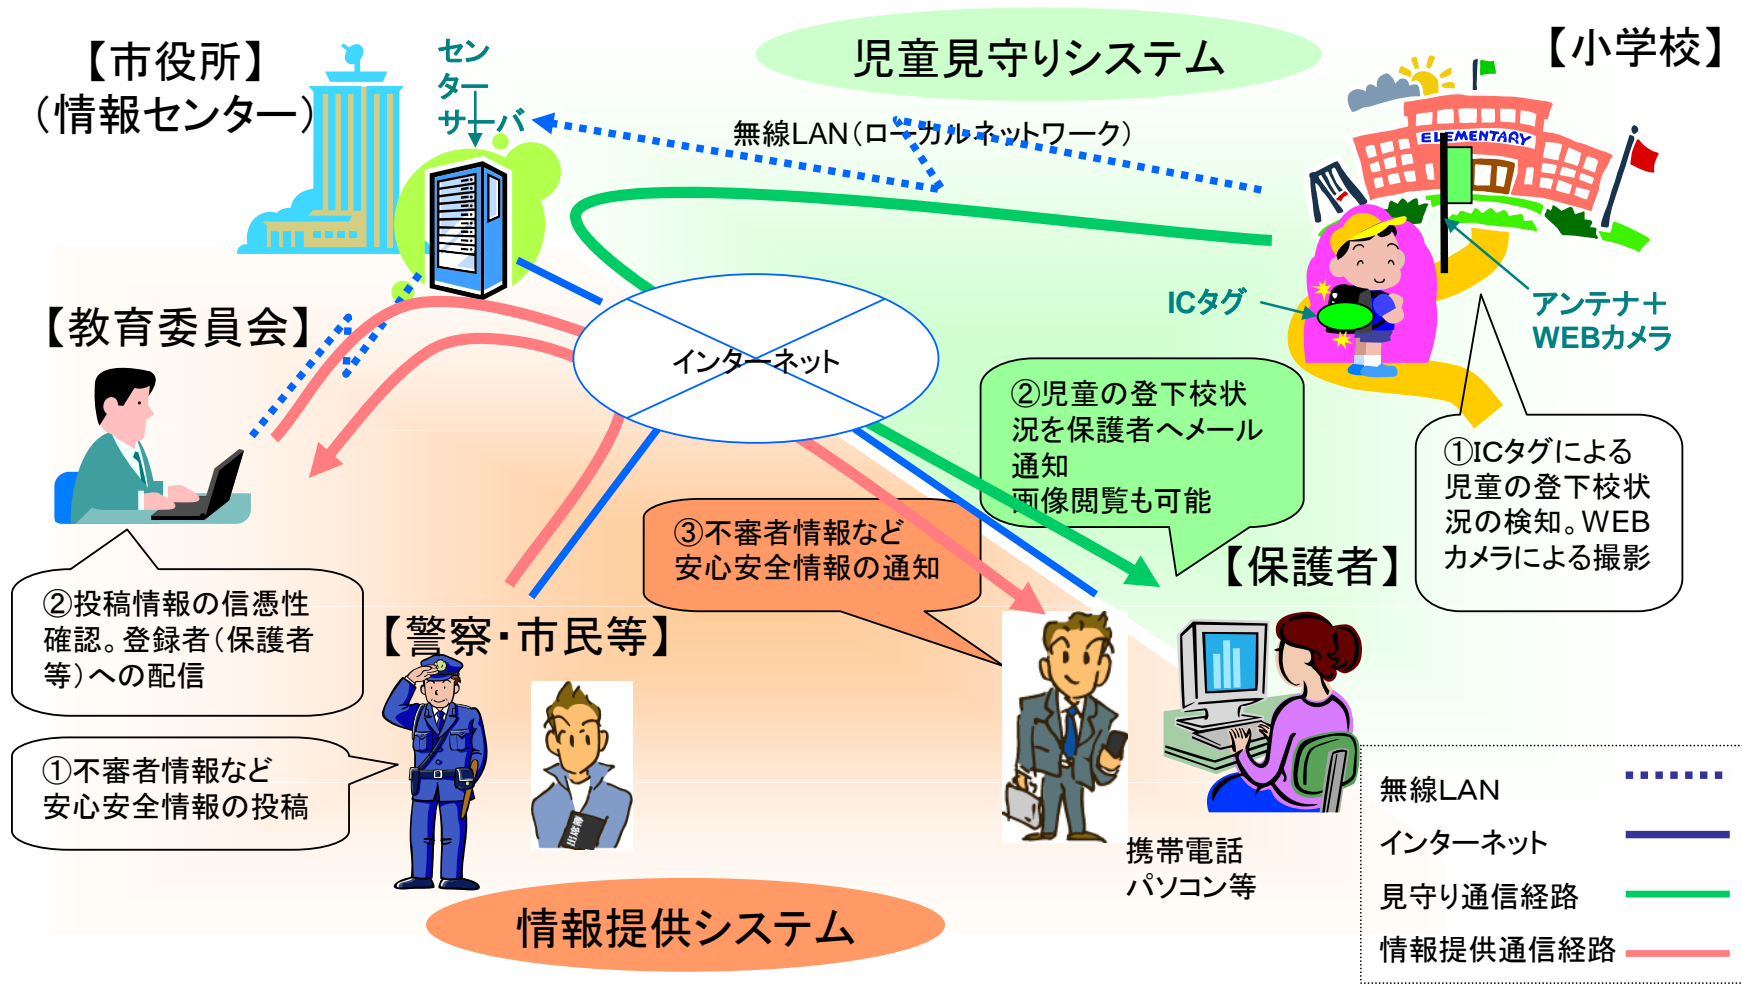 児童見守りシステム
【市役所】
（情報センター）
セン
ター
サーバ
無線LAN（ローカルネットワーク）
【小学校】
ELEMENTARY
ICタグ
アンテナ＋
WEBカメラ
【教育委員会】
インターネット
②児童の登下校状
況を保護者へメール
通知
画像閲覧も可能
①ICタグによる
児童の登下校状
況の検知。WEB
カメラによる撮影
③不審者情報など
安心安全情報の通知
【保護者】
②投稿情報の信憑性
確認。登録者（保護者
等）への配信
【警察・市民等】
①不審者情報など
安心安全情報の投稿
出席簿
携帯電話
パソコン等
情報提供システム
無線LAN
インターネット
見守り通信経路
情報提供通信経路